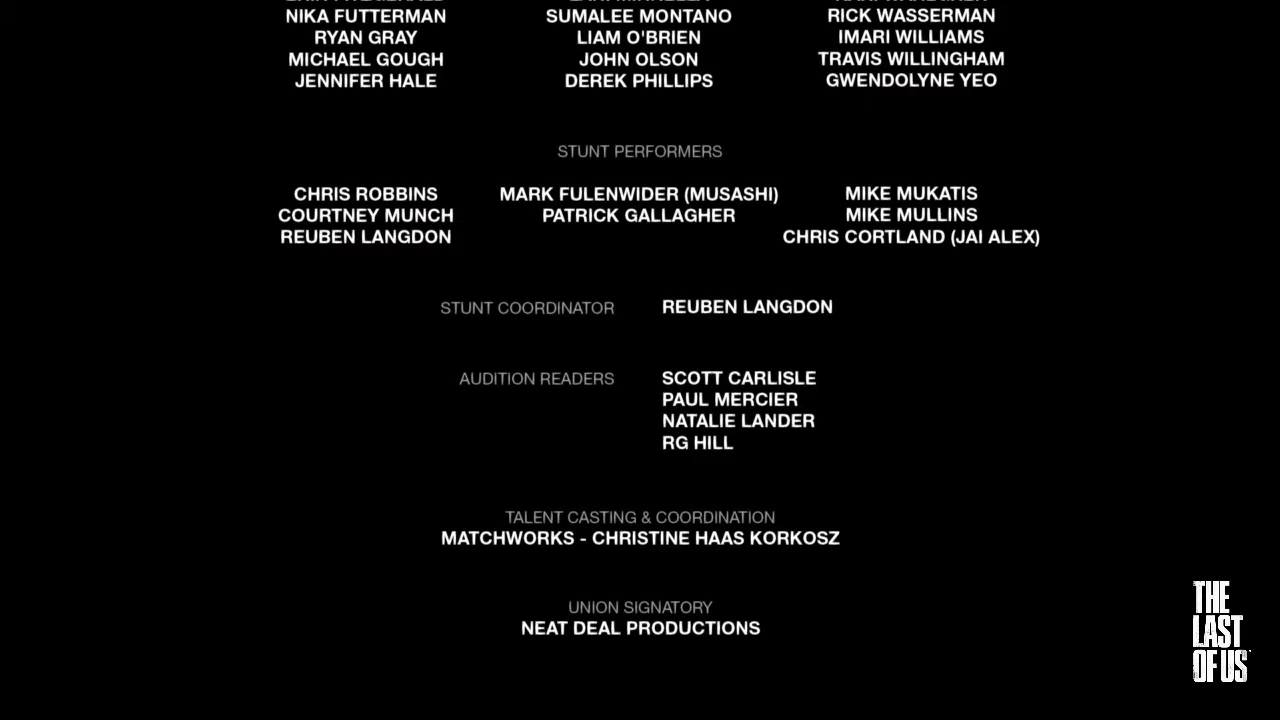 NIKA FUTTERMAN SUMALEE MONTANO RICK WASSERMAN
RYAN GRAY LIAM O'BRIEN IMARI WILLIAMS
MICHAEL GOUGH JOHN OLSON TRAVIS WILLINGHAM
JENNIFER HALE DEREK PHILLIPS GWENDOLYNE YEO
STUNT PERFORMERS
CHRIS ROBBINS MARK FULENWIDER (MUSASHI) MIKE MUKATIS
COURTNEY MUNCH PATRICK GALLAGHER MIKE MULLINS
REUBEN LANGDON CHRIS CORTLAND (JAI ALEX)
STUNT COORDINATOR REUBEN LANGDON
AUDITION READERS SCOTT CARLISLE
PAUL MERCIER
NATALIE LANDER
RG HILL
TALENT CASTING & COORDINATION
MATCHWORKS - CHRISTINE HAAS KORKOSZ
UNION SIGNATORY
NEAT DEAL PRODUCTIONS
THE
LAST
OF US